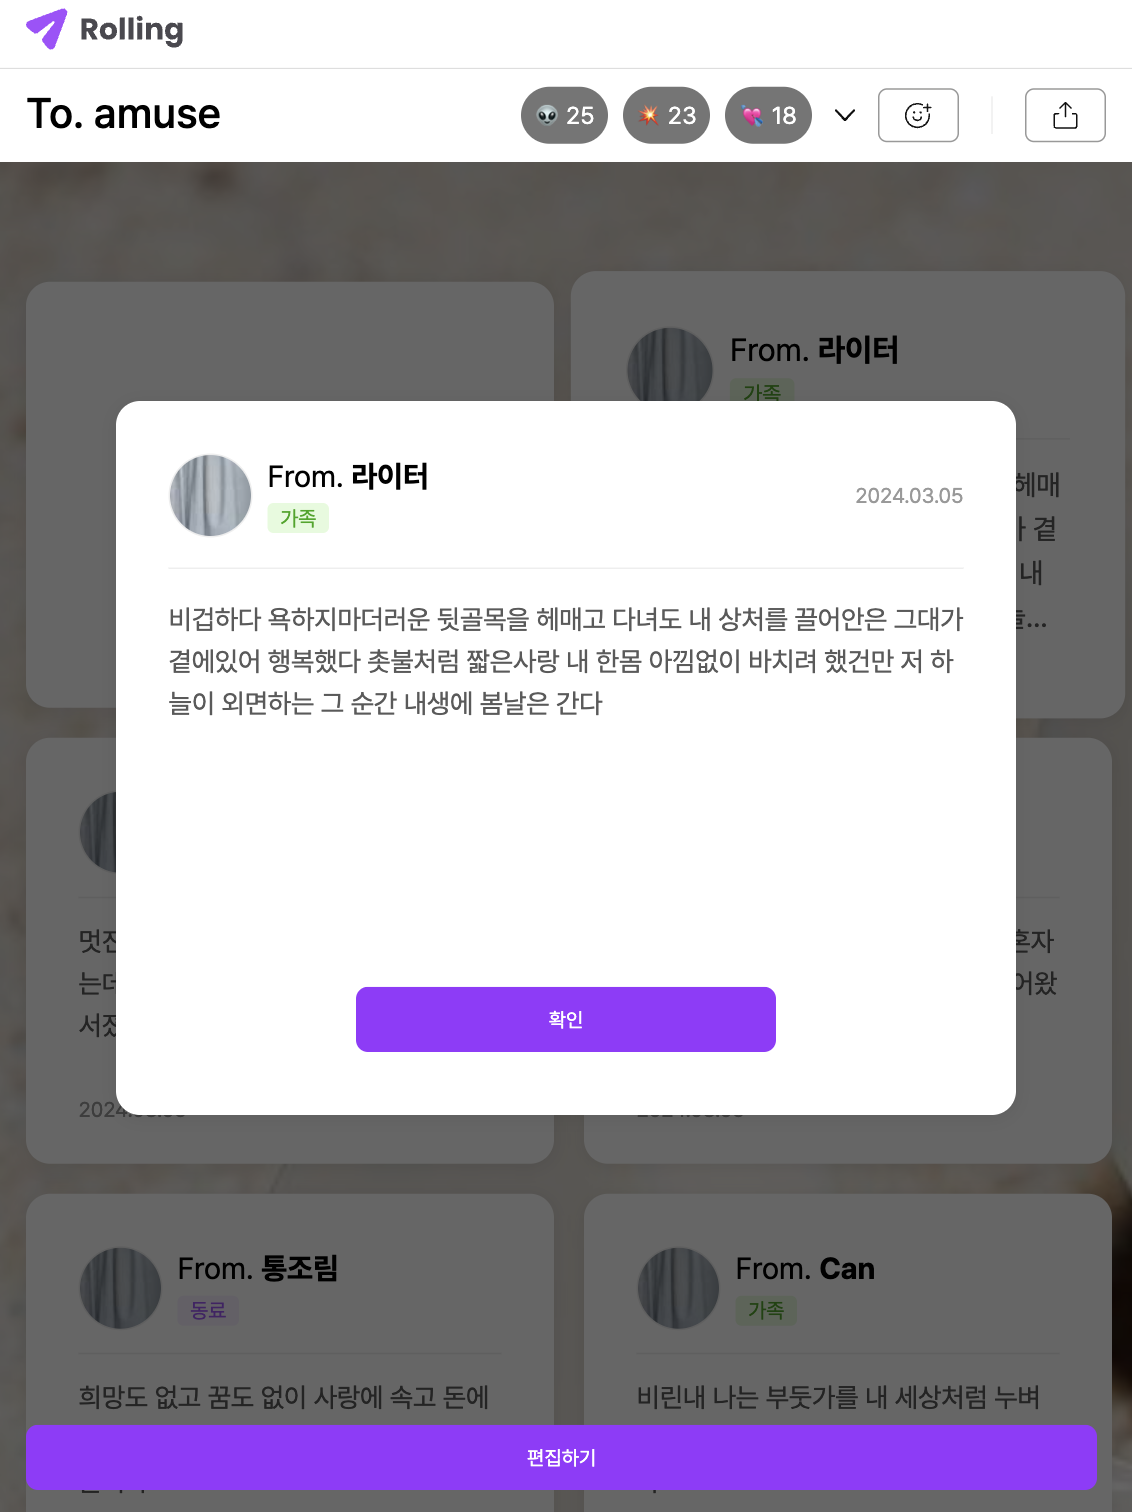 Rolling
To. amuse
25
23
18
From. 라이터
가족
헤매
곁
내
From. 라이터
가족
2024.03.05
비겁하다 욕하지마더러운 뒷골목을 헤매고 다녀도 내 상처를 끌어안은 그대가
곁에있어 행복했다 촛불처럼 짧은사랑 내 한몸 아낌없이 바치려 했건만 저 하
늘이 외면하는 그 순간 내생에 봄날은 간다
확인
멋진
는데
서졌
혼자
어왔
From. 통조림
동료
희망도 없고 꿈도 없이 사랑에 속고 돈에
From. Can
가족
비린내 나는 부둣가를 내 세상처럼 누벼
편집하기